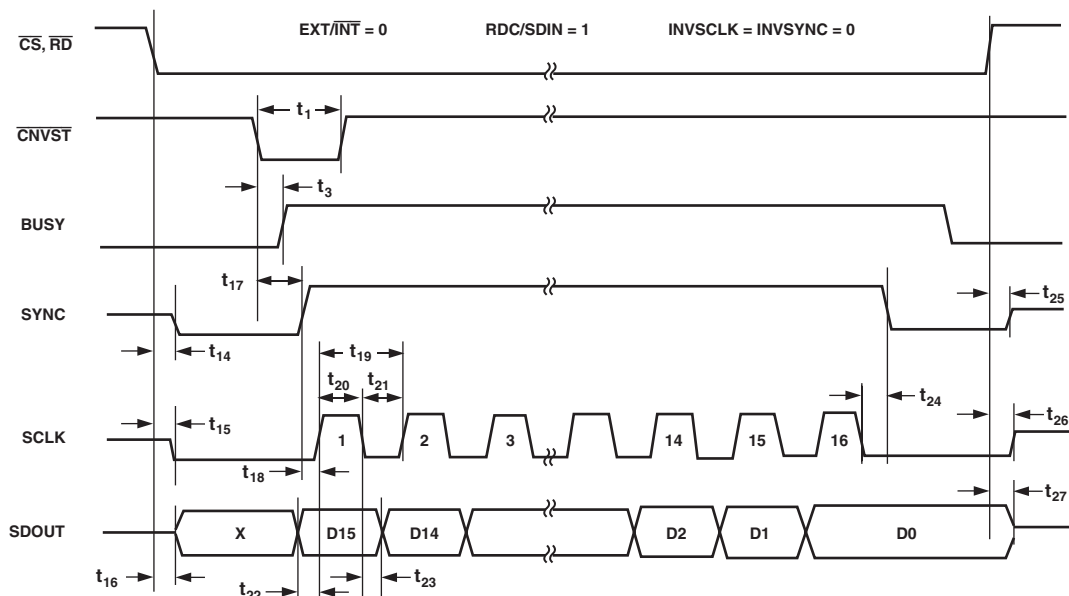 EXT/INT = 0 RDC/SDIN = 1 INVSCLK = INVSYNC = 0
CS, RD
t1
CNVST
t3
BUSY
t17
SYNC
t25
t14
t19
t20 t21
t24
t15
t26
SCLK
1 2 3 14 15 16
t18
t27
SDOUT
X D15 D14 D2 D1 D0
t16
t23
t22